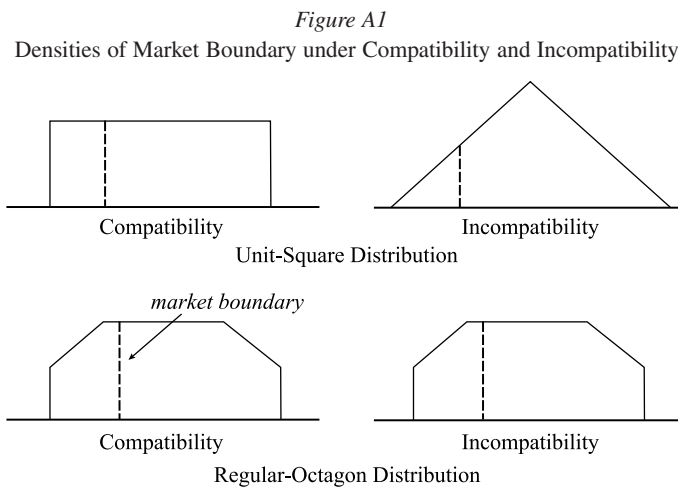 Figure A1
Densities of Market Boundary under Compatibility and Incompatibility
Compatibility
Incompatibility
Unit-Square Distribution
market boundary
Compatibility
Incompatibility
Regular-Octagon Distribution